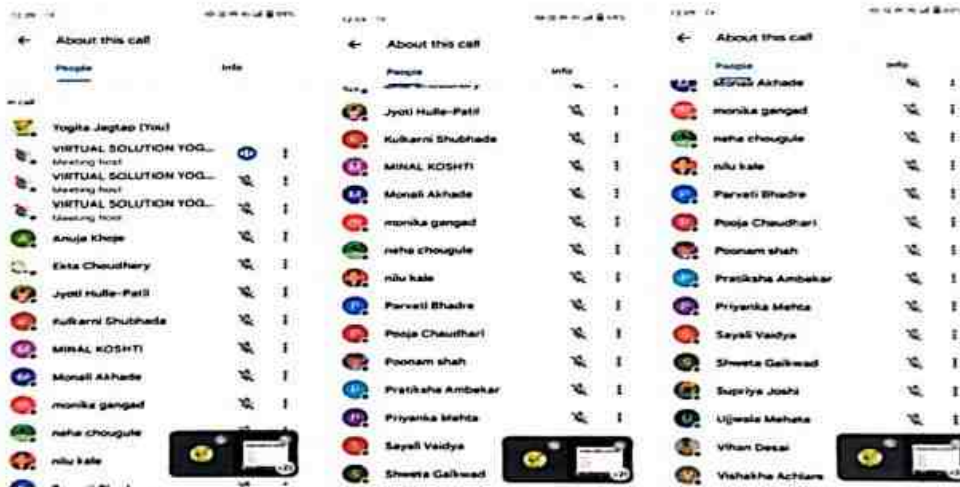 About this call
People Info
In call
Yogita Jagtap (You)
VIRTUAL SOLUTION YOG...
Meeting host
VIRTUAL SOLUTION YOG...
Meeting host
VIRTUAL SOLUTION YOG...
Meeting host
Anuja Khoje
Ekta Choudhery
Jyoti Hulle-Patil
Kulkarni Shubhada
MINAL KOSHTI
Monali Akhade
monika gangad
neha chougule
nilu kale
About this call
People Info
Jyoti Hulle-Patil
Kulkarni Shubhada
MINAL KOSHTI
Monali Akhade
monika gangad
neha chougule
nilu kale
Parvati Bhadre
Pooja Chaudhari
Poonam shah
Pratiksha Ambekar
Priyanka Mehta
Sayali Vaidya
Shweta Gaikwad
About this call
People Info
Monali Akhade
monika gangad
neha chougule
nilu kale
Parvati Bhadre
Pooja Chaudhari
Poonam shah
Pratiksha Ambekar
Priyanka Mehta
Sayali Vaidya
Shweta Gaikwad
Supriya Joshi
Ujjwala Mehata
Vihan Desai
Vishakha Achtare